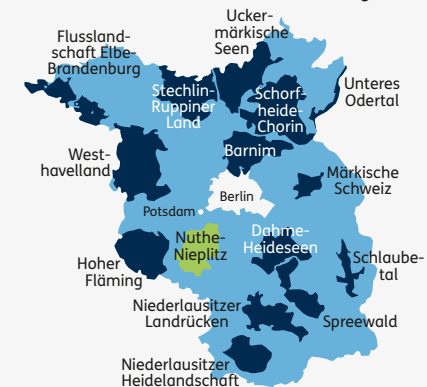 Ucker-
märkische
Seen
Flussland-
schaft Elbe-
Brandenburg
Stechlin-
Ruppiner
Land
Schorf-
heide-
Chorin
Unteres
Odertal
West-
havelland
Barnim
Märkische
Schweiz
Berlin
Potsdam
Nuthe-
Nieplitz
Dahme-
Heideseen
Hoher
Fläming
Schlaube-
tal
Niederlausitzer
Landrücken
Spreewald
Niederlausitzer
Heidelandschaft